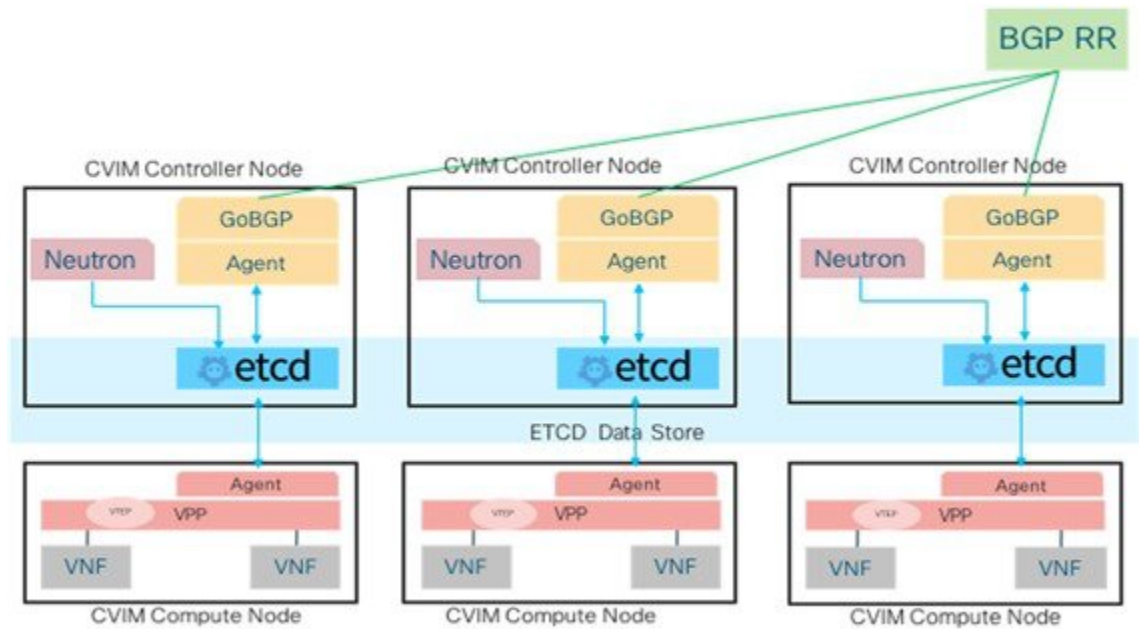 BGP RR
CVIM Controller Node
CVIM Controller Node
CVIM Controller Node
GoBGP
Agent
Neutron
etcd
GoBGP
Agent
Neutron
etcd
GoBGP
Agent
Neutron
etcd
ETCD Data Store
Agent
VTEP
VPP
VNF
VNF
CVIM Compute Node
Agent
VTEP
VPP
VNF
VNF
CVIM Compute Node
Agent
VTEP
VPP
VNF
VNF
CVIM Compute Node